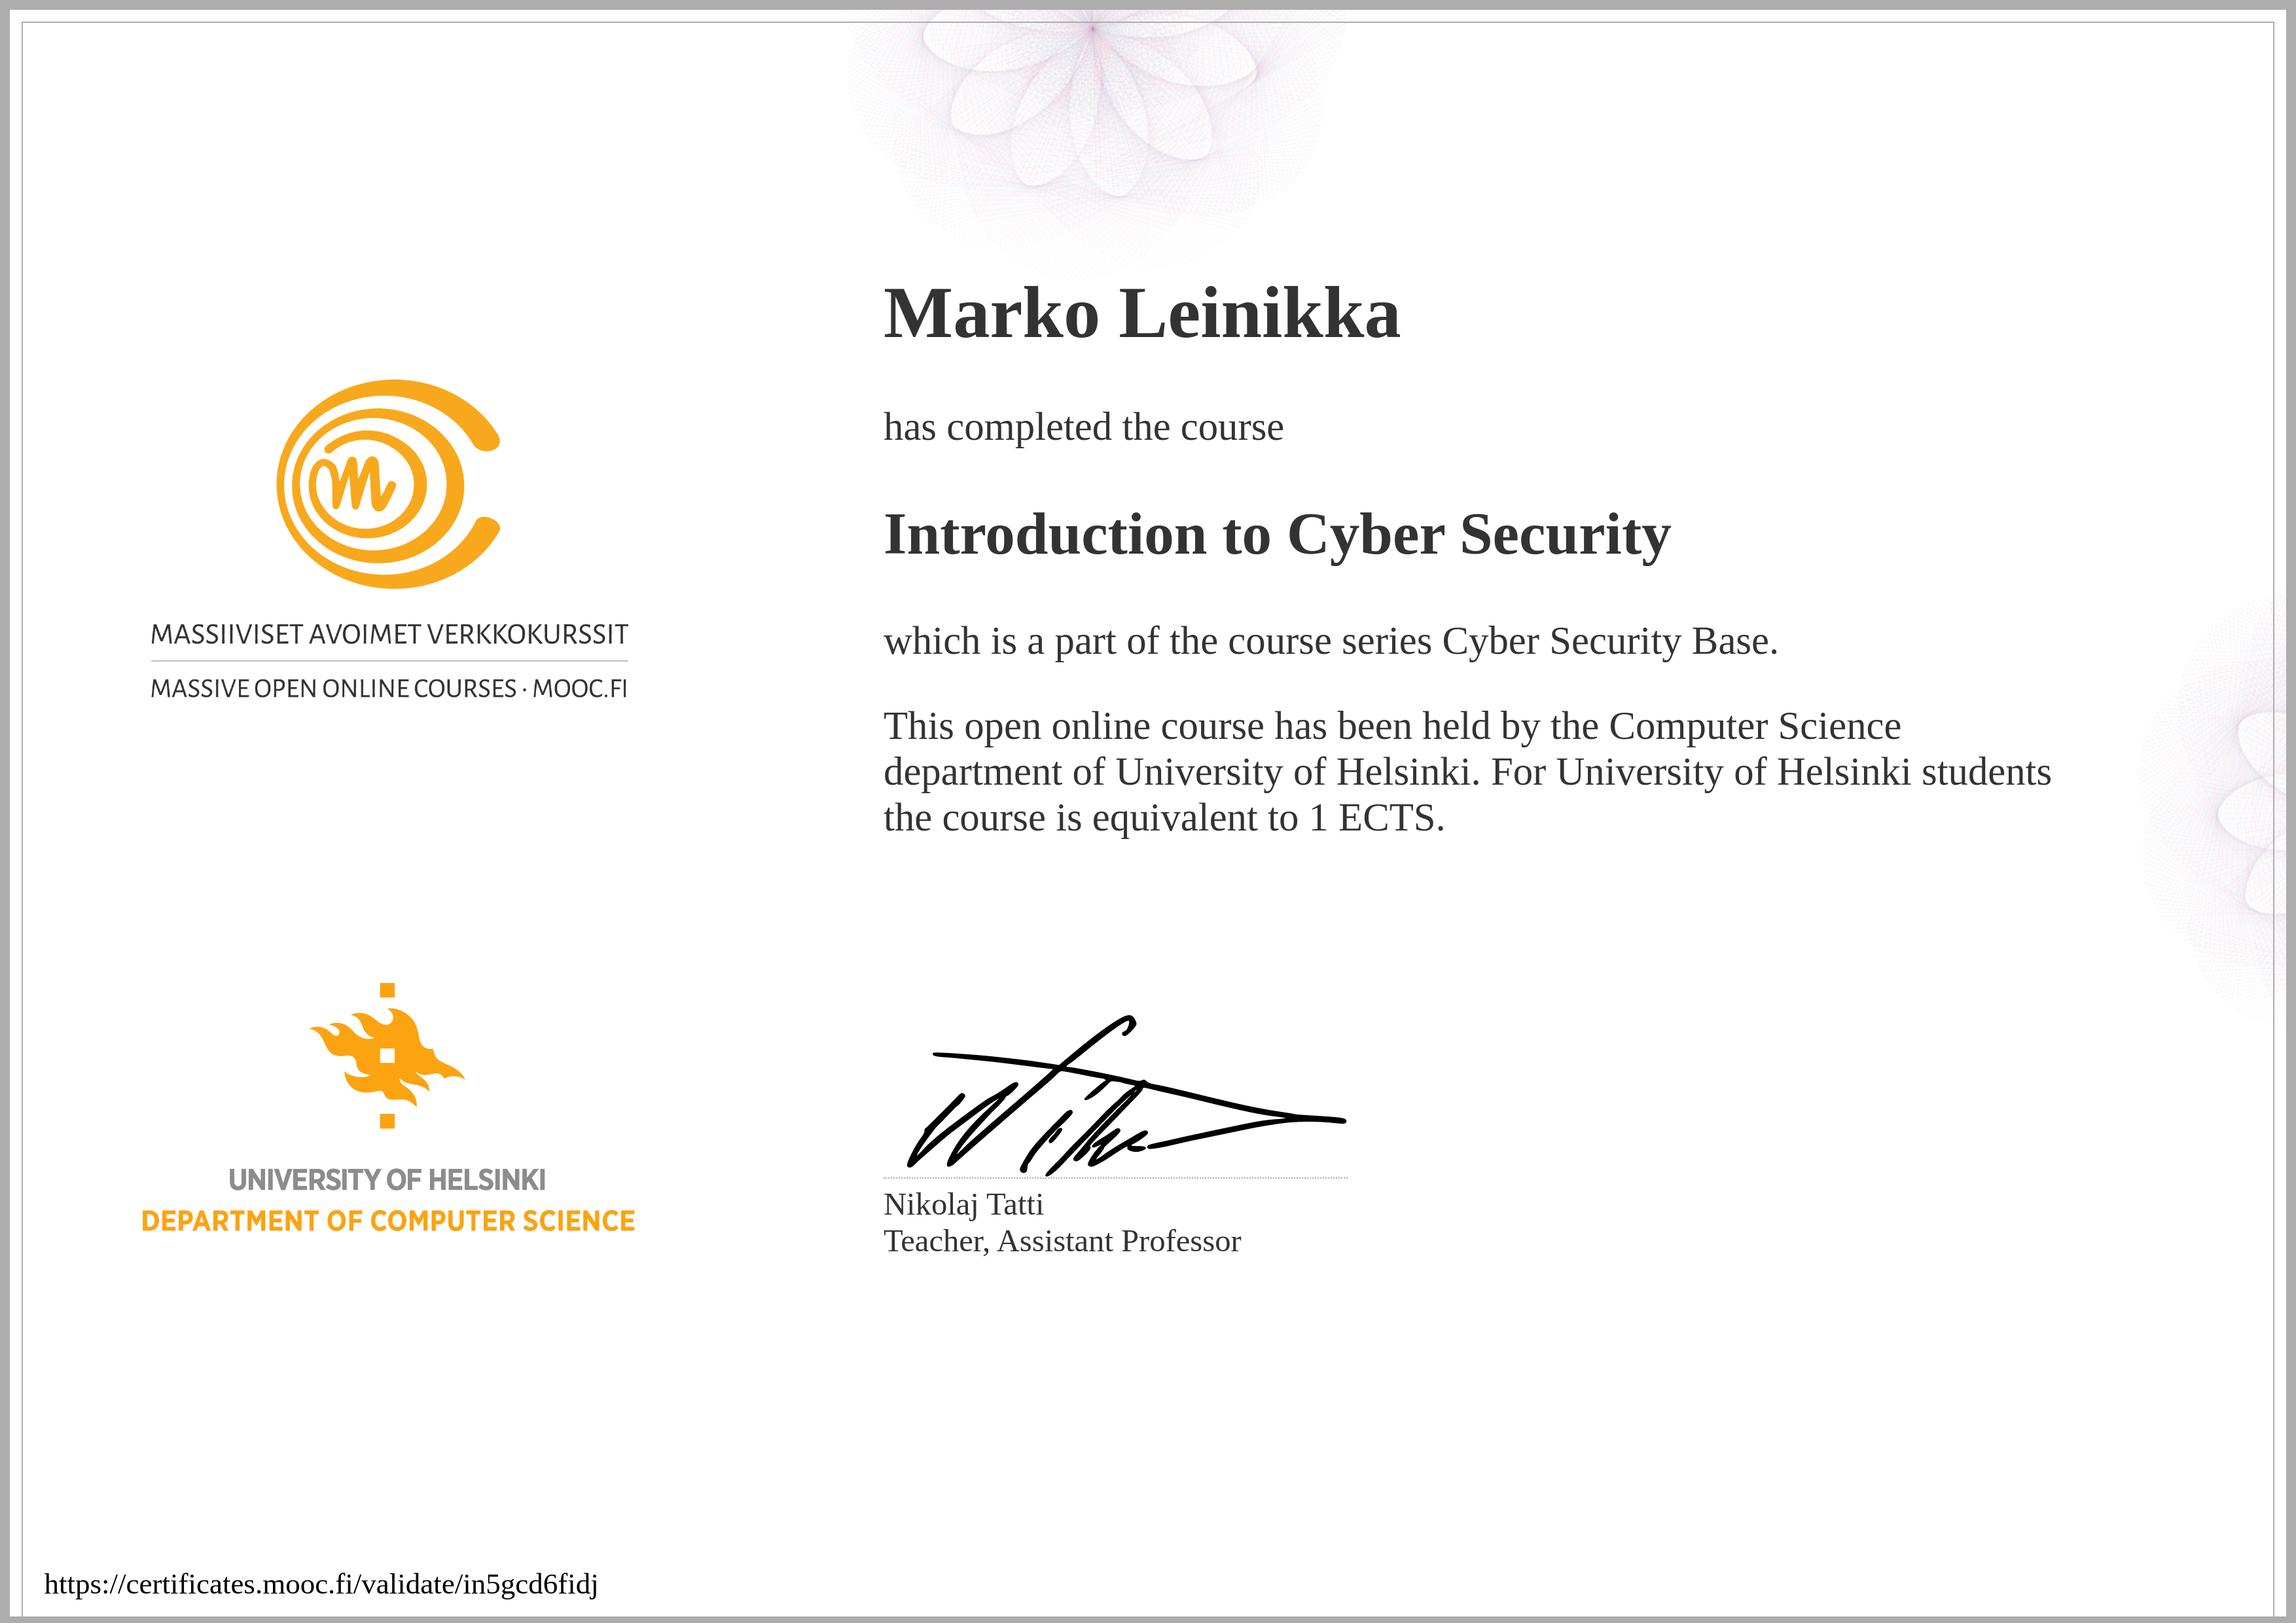 Marko Leinikka
has completed the course
Introduction to Cyber Security
which is a part of the course series Cyber Security Base.
This open online course has been held by the Computer Science
department of University of Helsinki. For University of Helsinki students
the course is equivalent to 1 ECTS.
m
MASSIIVISET AVOIMET VERKKOKURSSIT
MASSIVE OPEN ONLINE COURSES · MOOC.FI
UNIVERSITY OF HELSINKI
DEPARTMENT OF COMPUTER SCIENCE
Nikolaj Tatti
Teacher, Assistant Professor
https://certificates.mooc.fi/validate/in5gcd6fidj